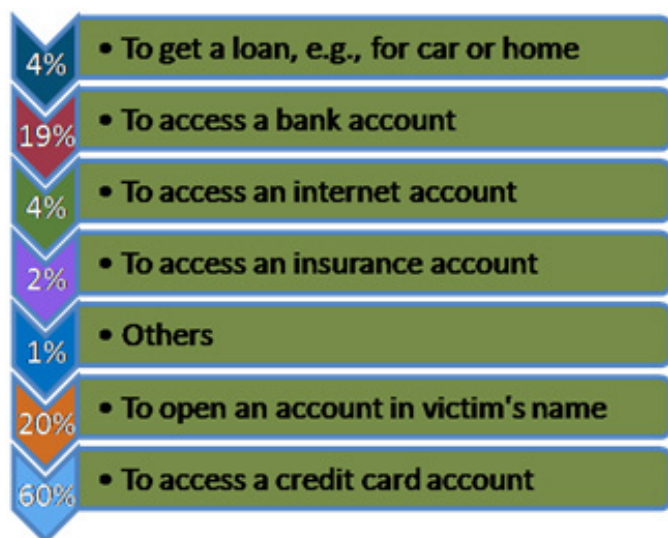 4% • To get a loan, e.g., for car or home
19% • To access a bank account
4% • To access an internet account
2% • To access an insurance account
1% • Others
20% • To open an account in victim's name
60% • To access a credit card account